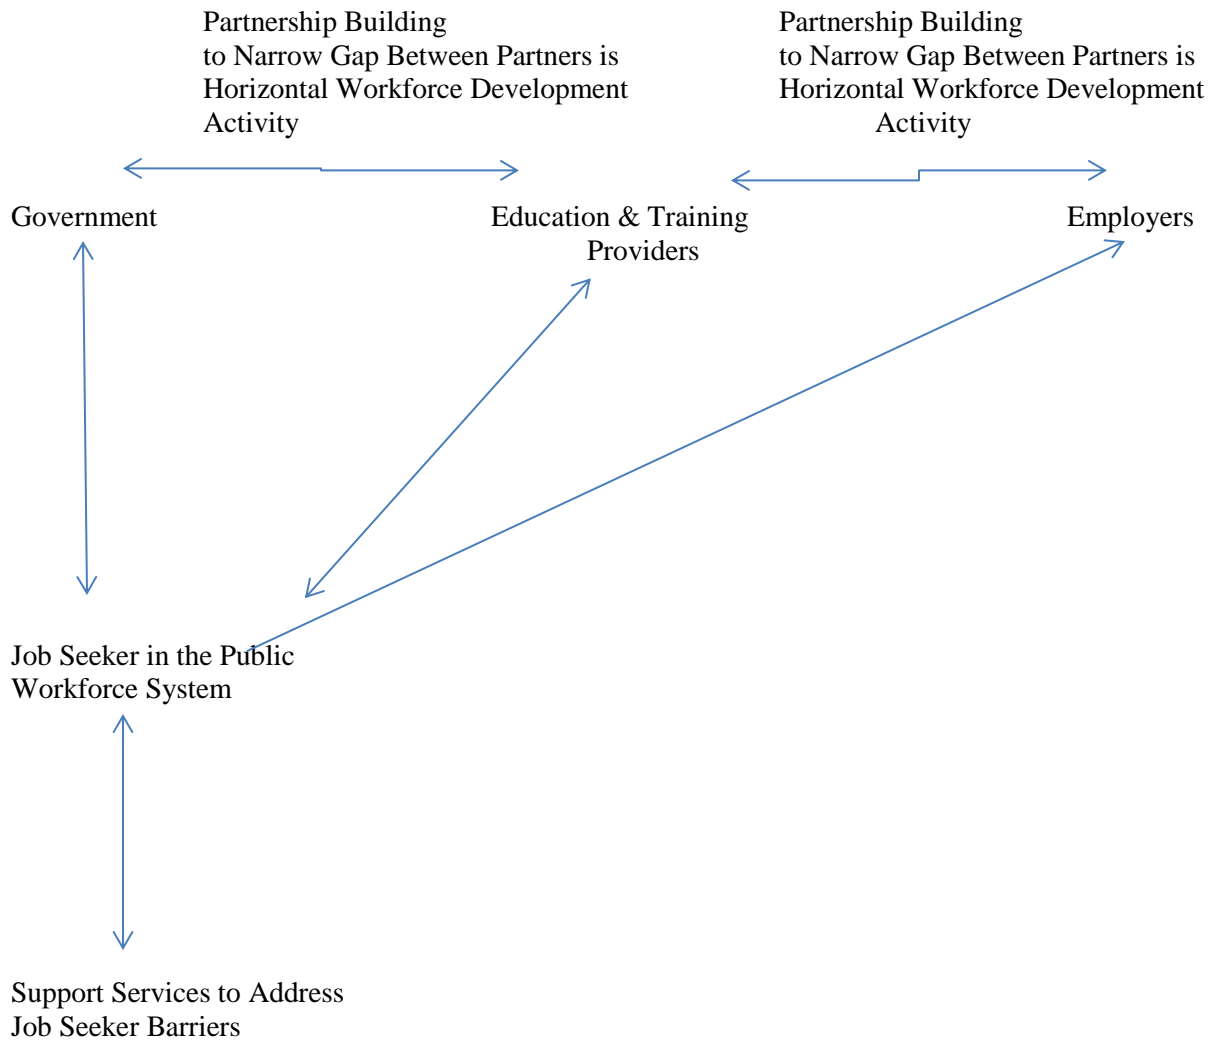 Partnership Building
to Narrow Gap Between Partners is
Horizontal Workforce Development
Activity
Partnership Building
to Narrow Gap Between Partners is
Horizontal Workforce Development
Activity
Government
Education & Training
Providers
Employers
Job Seeker in the Public
Workforce System
Support Services to Address
Job Seeker Barriers